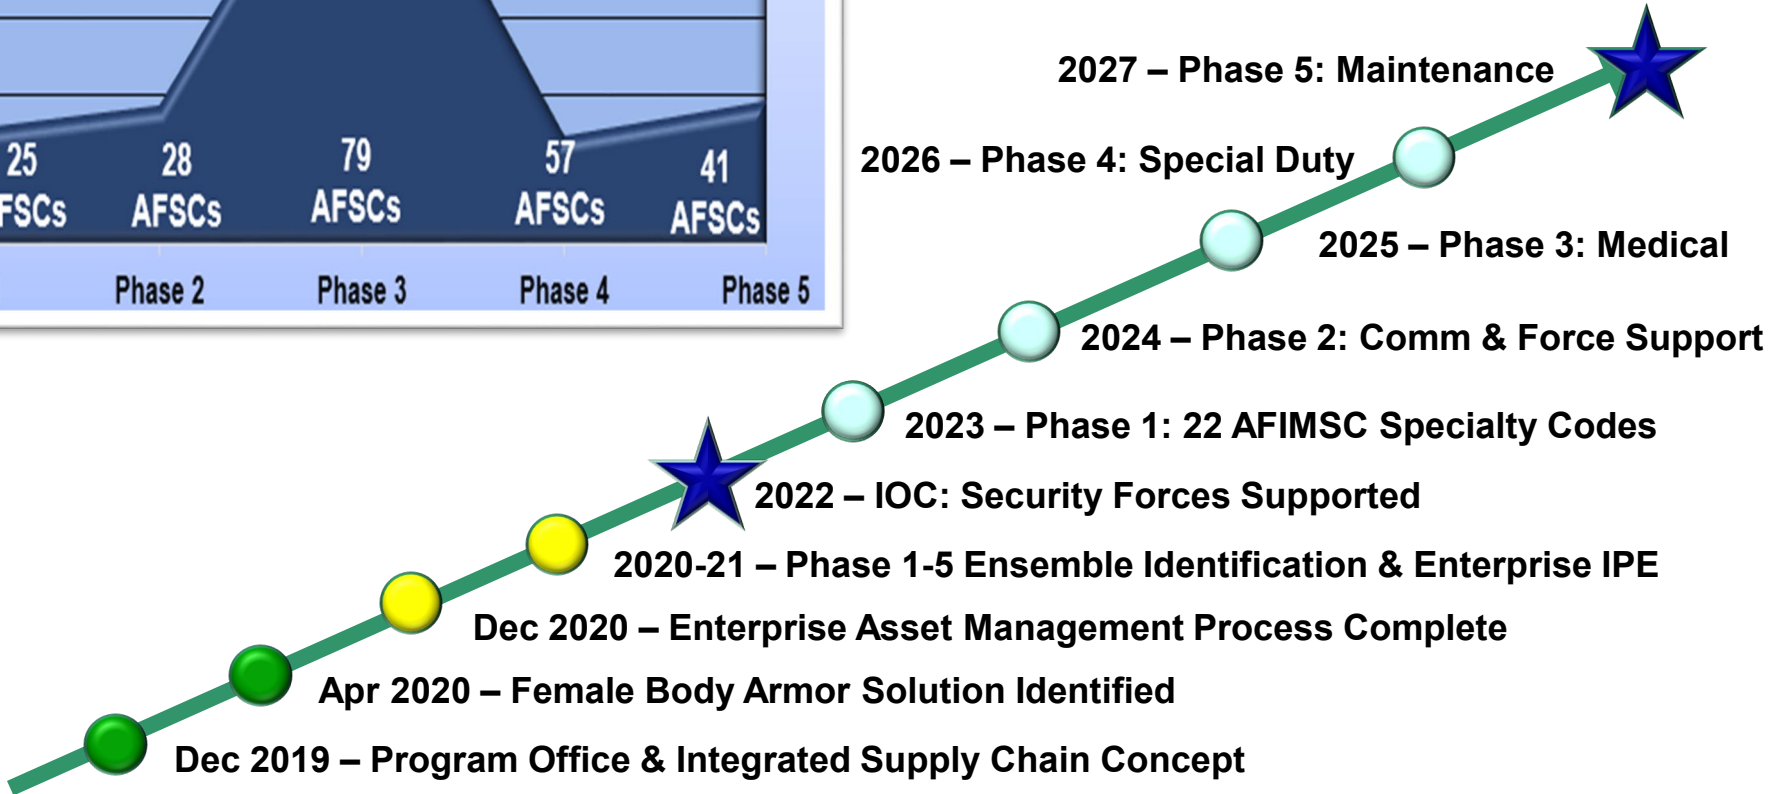 25 28 79 57 41
FSCs AFSCs AFSCs AFSCs AFSCs
Phase 2 Phase 3 Phase 4 Phase 5
2027 – Phase 5: Maintenance
2026 – Phase 4: Special Duty
2025 – Phase 3: Medical
2024 – Phase 2: Comm & Force Support
2023 – Phase 1: 22 AFIMSC Specialty Codes
2022 – IOC: Security Forces Supported
2020-21 – Phase 1-5 Ensemble Identification & Enterprise IPE
Dec 2020 – Enterprise Asset Management Process Complete
Apr 2020 – Female Body Armor Solution Identified
Dec 2019 – Program Office & Integrated Supply Chain Concept